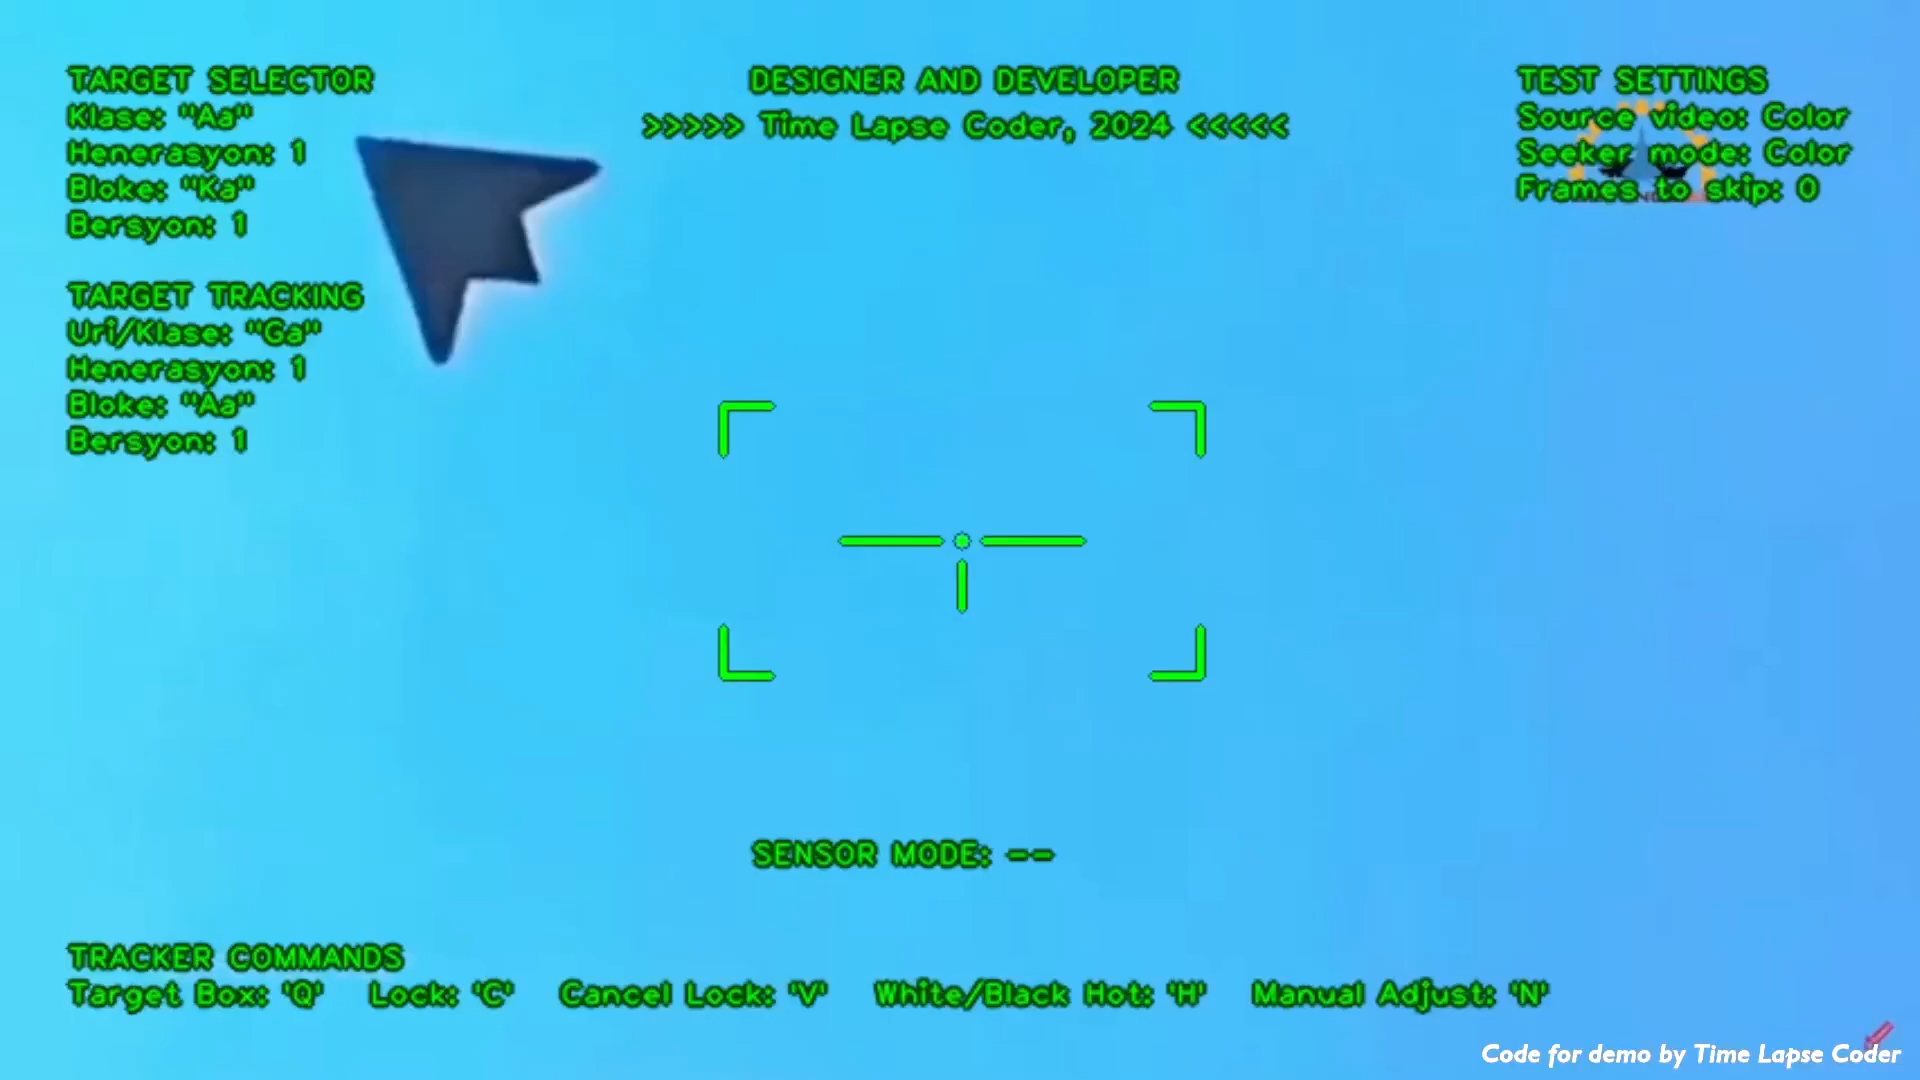 TARGET SELECTOR
Klase: "Aa"
Henerasyon: 1
Bloke: "Ka"
Bersyon: 1
TARGET TRACKING
Uri/Klase: "Ga"
Henerasyon: 1
Bloke: "Aa"
Bersyon: 1
DESIGNER AND DEVELOPER
>>>>> Time Lapse Coder, 2024 <<<<<
TEST SETTINGS
Source video: Color
Seeker mode: Color
Frames to skip: 0
SENSOR MODE: --
TRACKER COMMANDS
Target Box: 'Q' Lock: 'C' Cancel Lock: 'V' White/Black Hot: 'H' Manual Adjust: 'N'
Code for demo by Time Lapse Coder